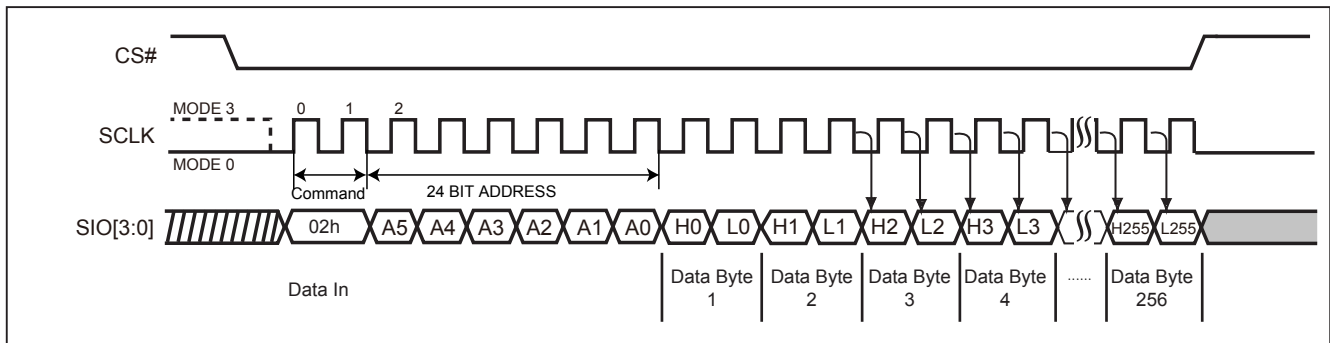 CS#
MODE 3
0 1 2
SCLK
MODE 0
Command
24 BIT ADDRESS
SIO[3:0]
02h A5 A4 A3 A2 A1 A0 H0 L0 H1 L1 H2 L2 H3 L3 H255 L255
Data In
Data Byte 1
Data Byte 2
Data Byte 3
Data Byte 4
......
Data Byte 256